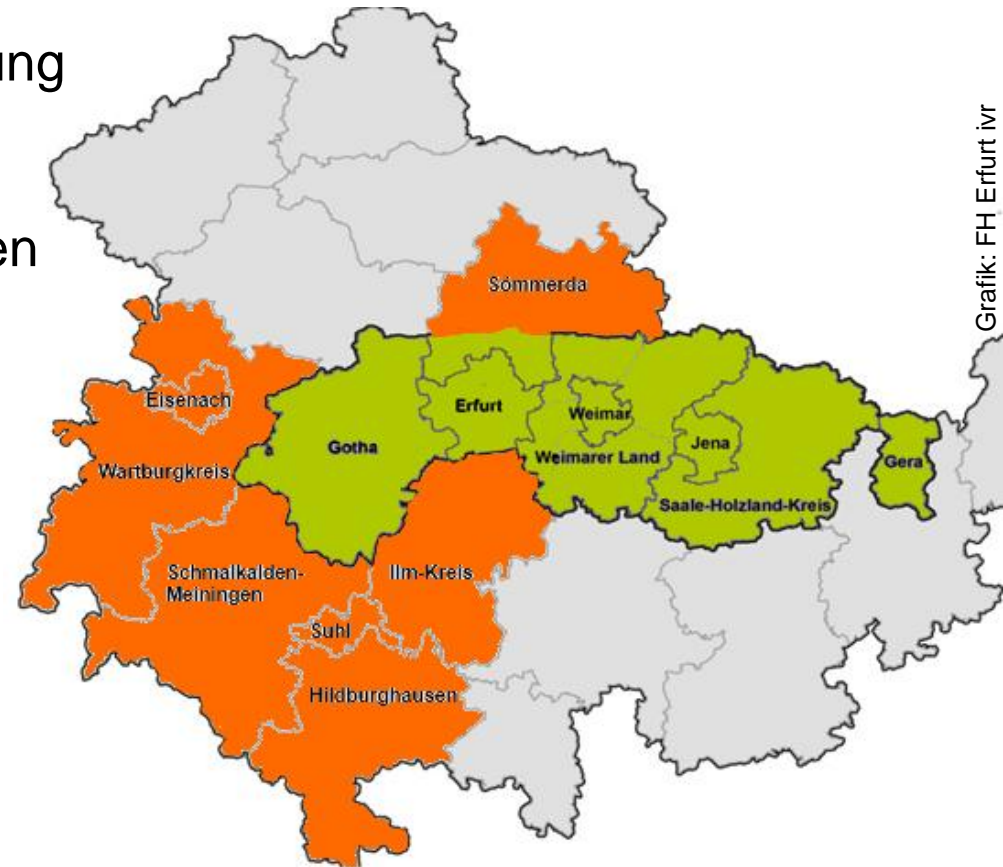 ung
en
Grafik: FH Erfurt ivr
Sömmerda
Eisenach
Erfurt
Weimar
Gotha
Jena
Weimarer Land
Gera
Wartburgkreis
Saale-Holzland-Kreis
Schmalkalden-
Meiningen
Ilm-Kreis
Suhl
Hildburghausen